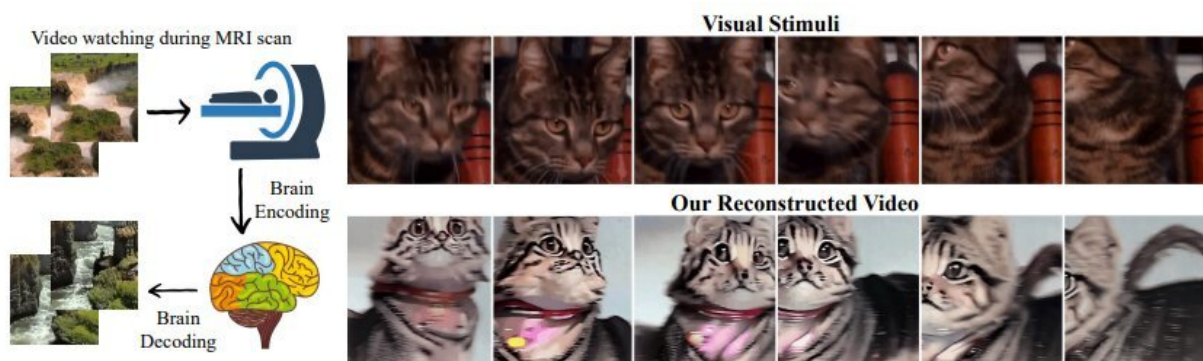 Video watching during MRI scan
Brain
Encoding
Brain
Decoding
Visual Stimuli
Our Reconstructed Video